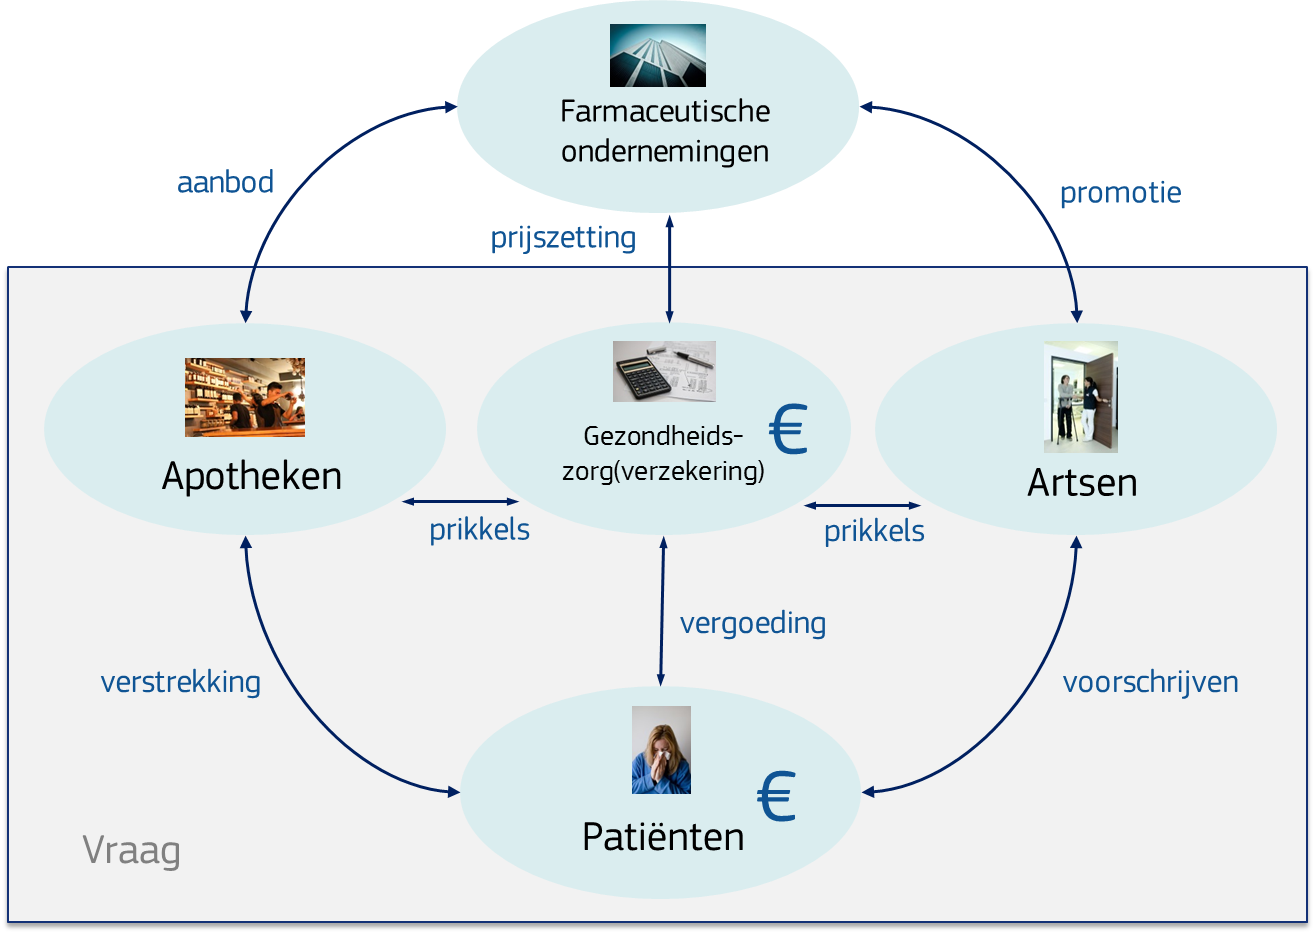 Farmaceutische
ondernemingen
aanbod
promotie
prijszetting
Apotheken
Gezondheids-
zorg(verzekering)
€
Artsen
prikkels
prikkels
vergoeding
verstrekking
voorschrijven
€
Patiënten
Vraag